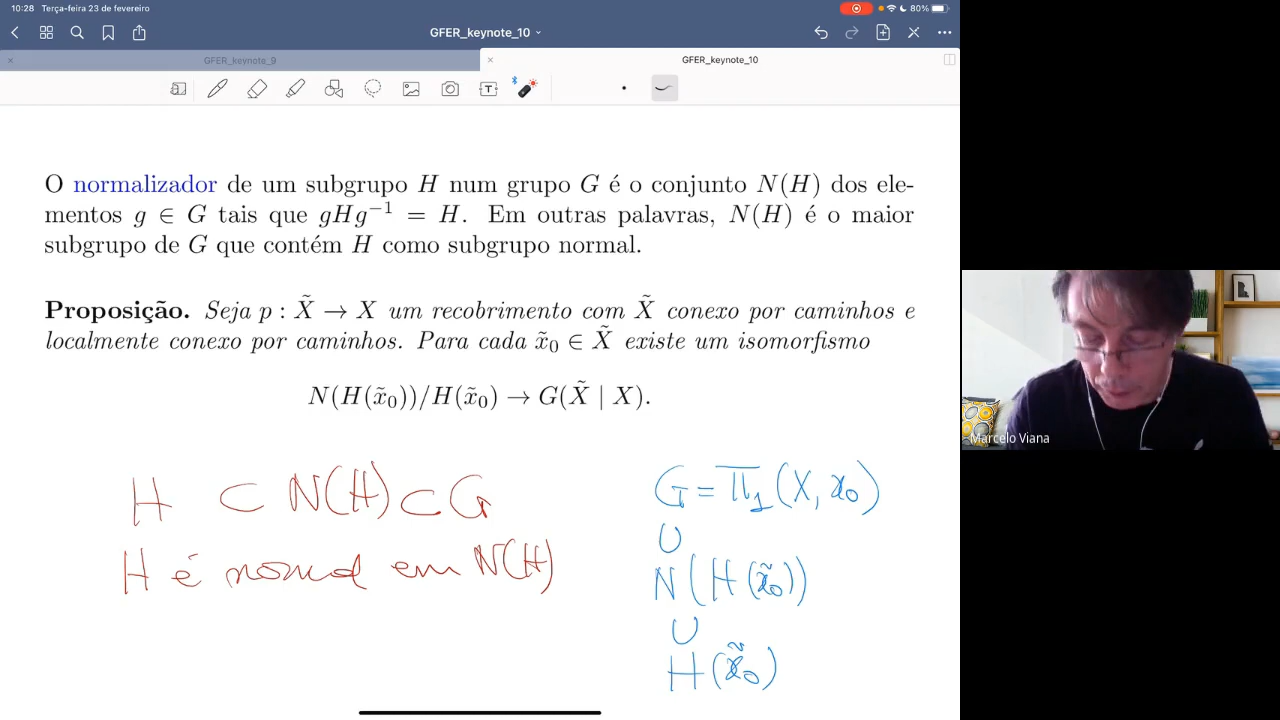 10:28 Terça-feira 23 de fevereiro
80%
GFER_keynote_10
GFER_keynote_9
GFER_keynote_10
O normalizador de um subgrupo H num grupo G é o conjunto N(H) dos ele-
mentos g ∈ G tais que gHg⁻¹ = H. Em outras palavras, N(H) é o maior
subgrupo de G que contém H como subgrupo normal.
Proposição. Seja p : X̃ → X um recobrimento com X̃ conexo por caminhos e
localmente conexo por caminhos. Para cada x̃₀ ∈ X̃ existe um isomorfismo
N(H(x̃₀))/H(x̃₀) → G(X̃ | X).
H ⊂ N(H) ⊂ G
H é normal em N(H)
G = π₁(X, x₀)
∪
N(H(x̃₀))
∪
H(x̃₀)
Marcelo Viana